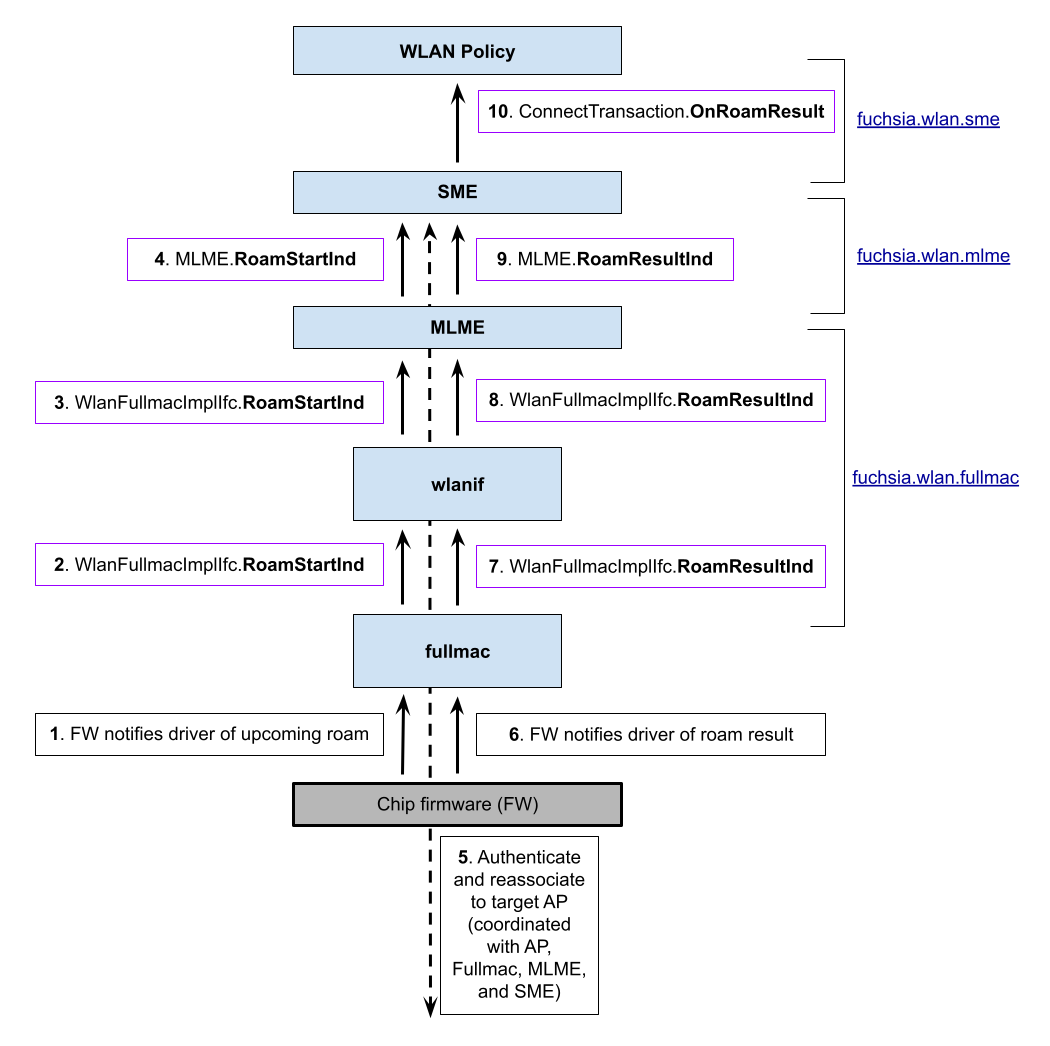 WLAN Policy
10. ConnectTransaction.OnRoamResult
fuchsia.wlan.sme
SME
4. MLME.RoamStartInd
9. MLME.RoamResultInd
fuchsia.wlan.mlme
MLME
3. WlanFullmacImplIfc.RoamStartInd
8. WlanFullmacImplIfc.RoamResultInd
wlanif
fuchsia.wlan.fullmac
2. WlanFullmacImplIfc.RoamStartInd
7. WlanFullmacImplIfc.RoamResultInd
fullmac
1. FW notifies driver of upcoming roam
6. FW notifies driver of roam result
Chip firmware (FW)
5. Authenticate
and reassociate
to target AP
(coordinated
with AP,
Fullmac, MLME,
and SME)